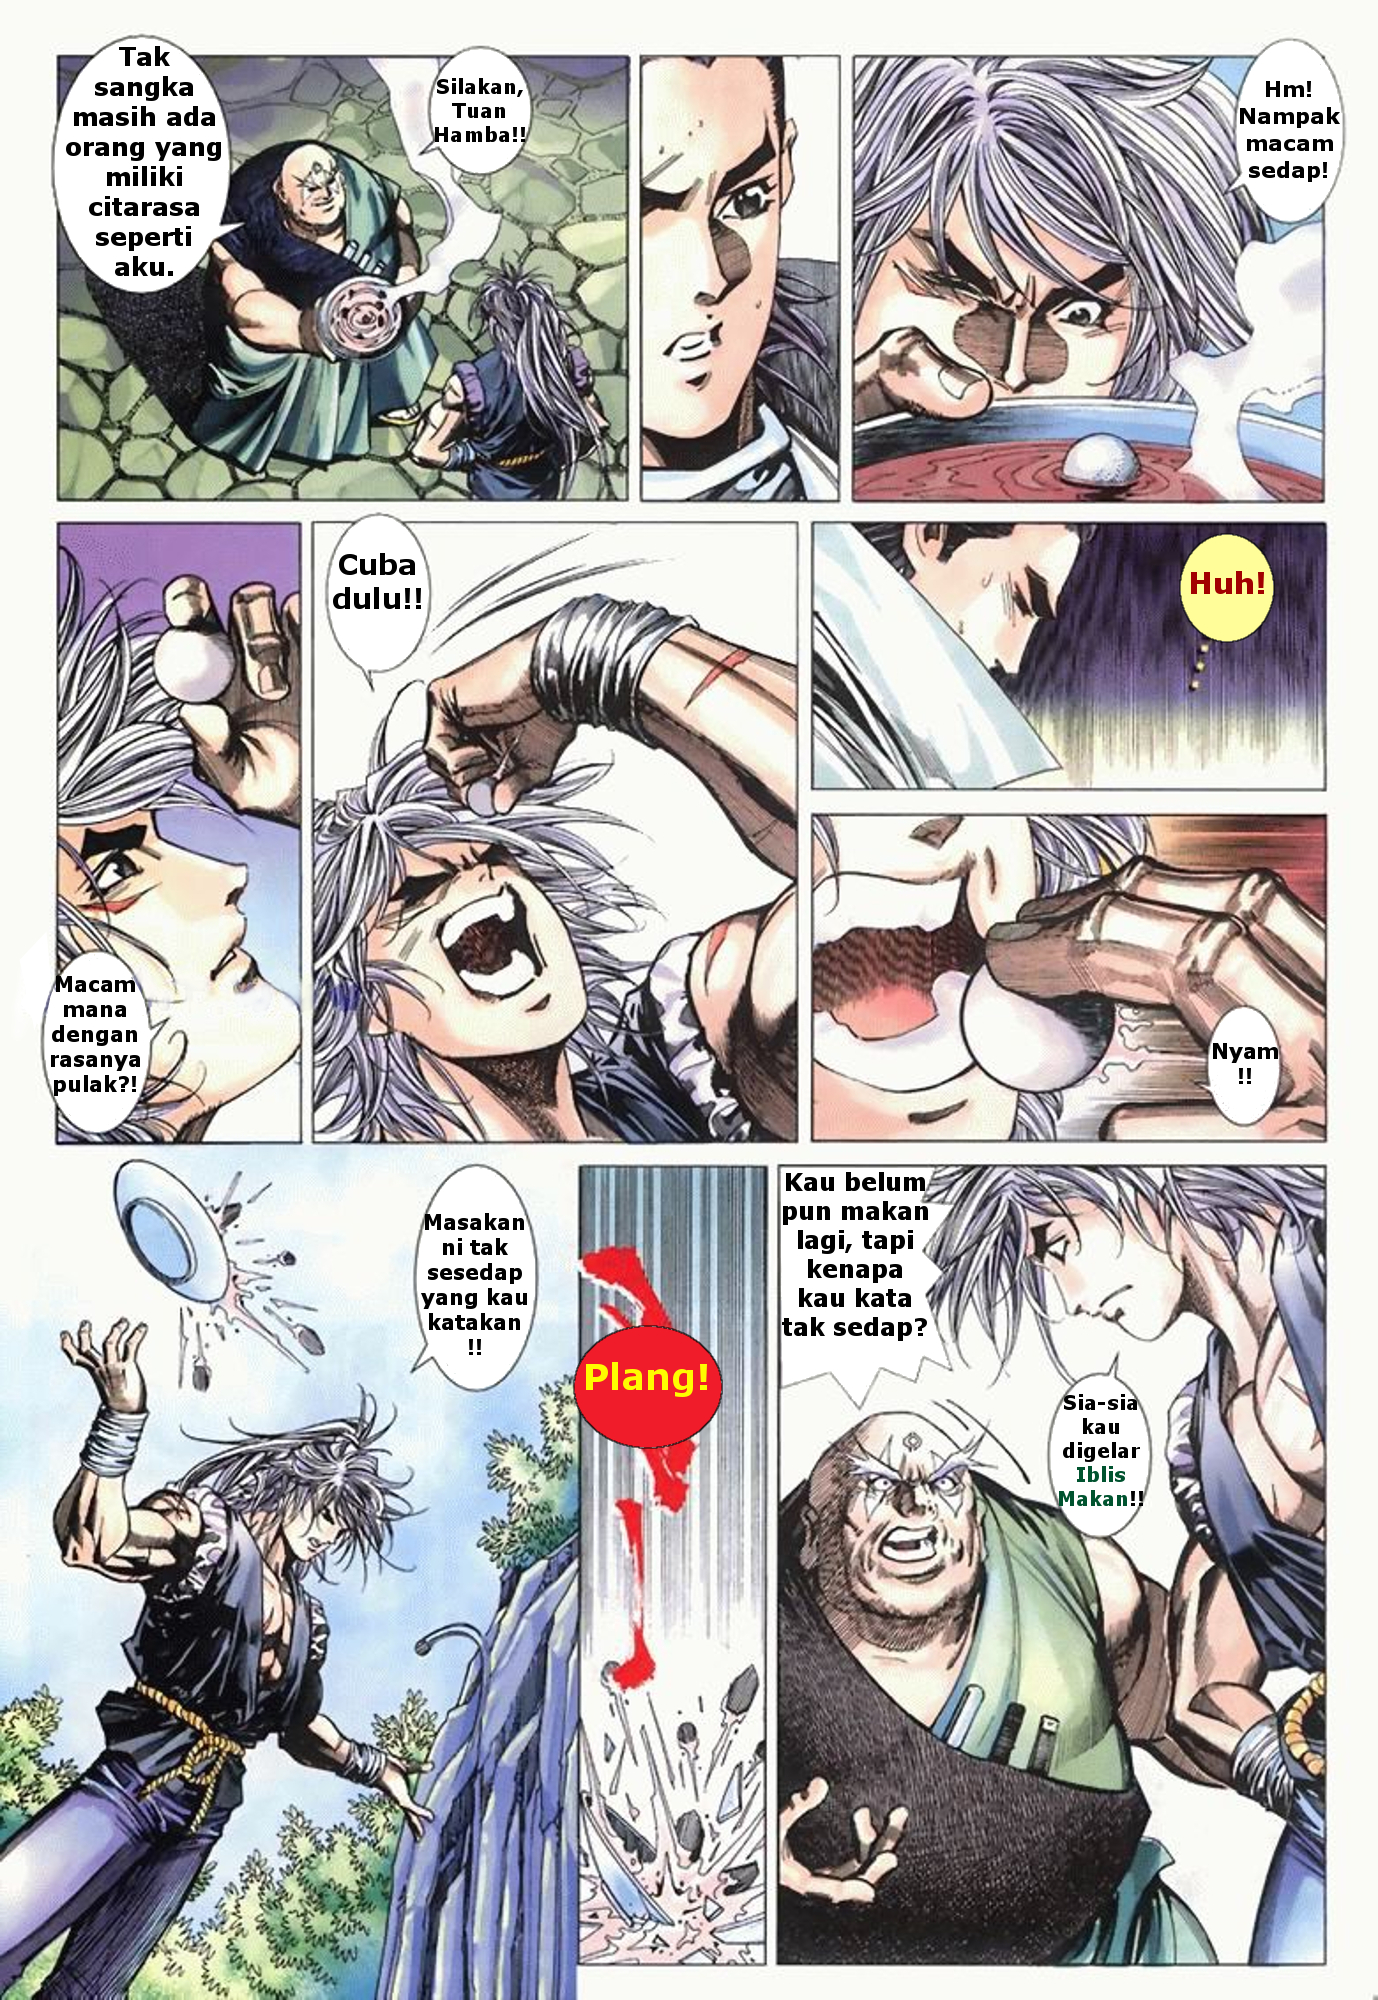 Tak
sangka
masih ada
orang yang
miliki
citarasa
seperti
aku.
Silakan,
Tuan
Hamba!!
Hm!
Nampak
macam
sedap!
Macam
mana
dengan
rasanya
pulak?!
Cuba
dulu!!
Huh!
Nyam
!!
Masakan
ni tak
sesedap
yang kau
katakan
!!
Plang!
Kau belum
pun makan
lagi, tapi
kenapa
kau kata
tak sedap?
Sia-sia
kau
digelar
Iblis
Makan!!